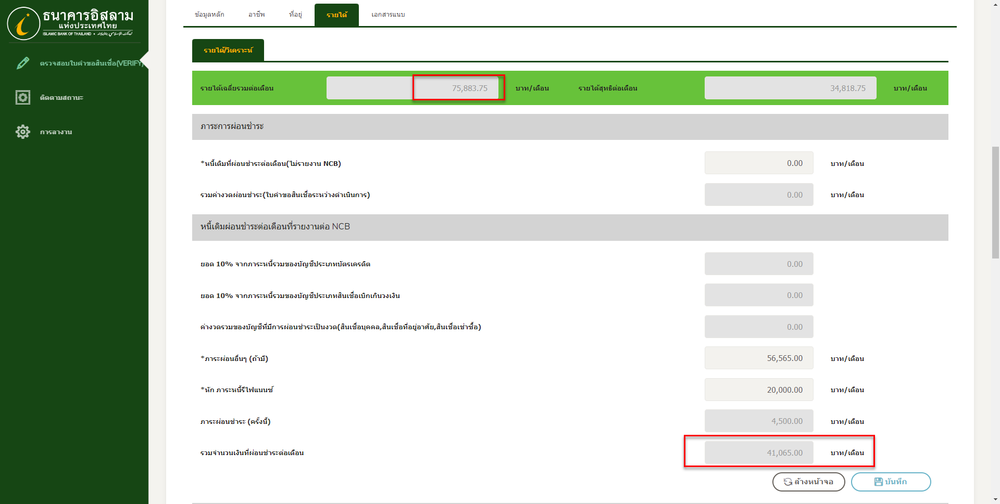 ธนาคารอิสลาม
แห่งประเทศไทย
ISLAMIC BANK OF THAILAND •
ตรวจสอบใบคำขอสินเชื่อ(VERIFY)
ติดตามสถานะ
การลางาน
ข้อมูลหลัก อาชีพ ที่อยู่ รายได้ เอกสารแนบ
รายได้/วิเคราะห์
รายได้เฉลี่ยรวมต่อเดือน 75,883.75 บาท/เดือน รายได้สุทธิต่อเดือน 34,818.75 บาท/เดือน
ภาระการผ่อนชำระ
*หนี้เดิมที่ผ่อนชำระต่อเดือน(ไม่รายงาน NCB) 0.00 บาท/เดือน
รวมค่างวดผ่อนชำระ(ใบคำขอสินเชื่อระหว่างดำเนินการ) 0.00 บาท/เดือน
หนี้เดิมผ่อนชำระต่อเดือนที่รายงานต่อ NCB
ยอด 10% จากภาระหนี้รวมของบัญชีประเภทบัตรเครดิต 0.00
ยอด 10% จากภาระหนี้รวมของบัญชีประเภทสินเชื่อเบิกเกินวงเงิน 0.00
ค่างวดรวมของบัญชีที่มีการผ่อนชำระเป็นงวด(สินเชื่อบุคคล,สินเชื่อที่อยู่อาศัย,สินเชื่อเช่าซื้อ) 0.00
*ภาระผ่อนอื่นๆ (ถ้ามี) 56,565.00 บาท/เดือน
*หัก ภาระหนี้รีไฟแนนซ์ 20,000.00 บาท/เดือน
ภาระผ่อนชำระ (ครั้งนี้) 4,500.00 บาท/เดือน
รวมจำนวนเงินที่ผ่อนชำระต่อเดือน 41,065.00 บาท/เดือน
ล้างหน้าจอ บันทึก